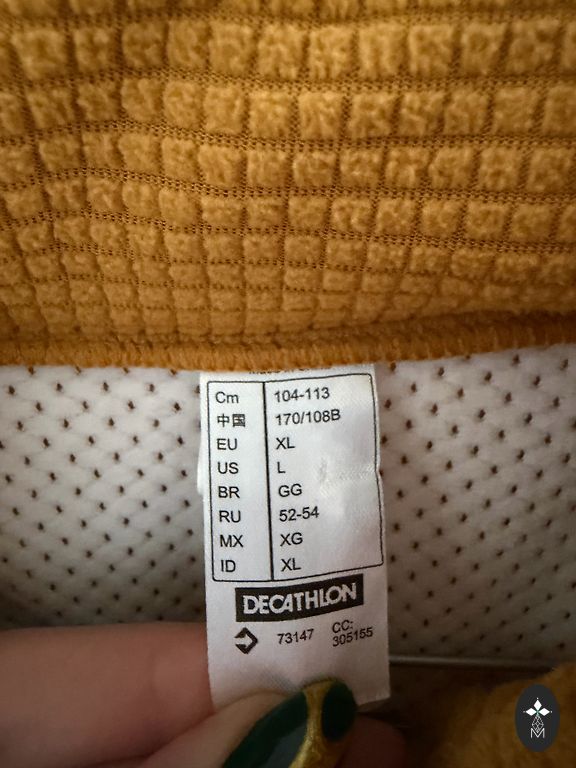 Cm 104-113
中国 170/108B
EU XL
US L
BR GG
RU 52-54
MX XG
ID XL
DECATHLON
73147 CC:
305155
M